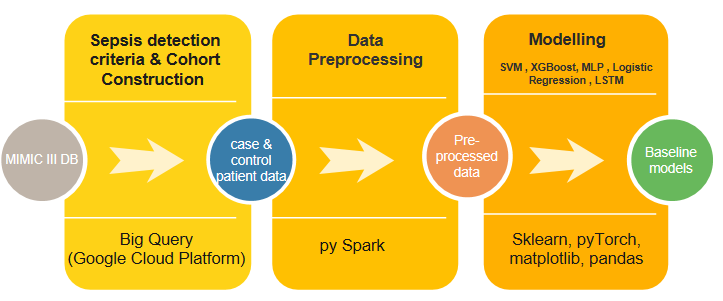 Sepsis detection
criteria & Cohort
Construction
Data
Preprocessing
Modelling
SVM , XGBoost, MLP , Logistic
Regression , LSTM
MIMIC III DB
case &
control
patient data
Pre-
processed
data
Baseline
models
Big Query
(Google Cloud Platform)
py Spark
Sklearn, pyTorch,
matplotlib, pandas